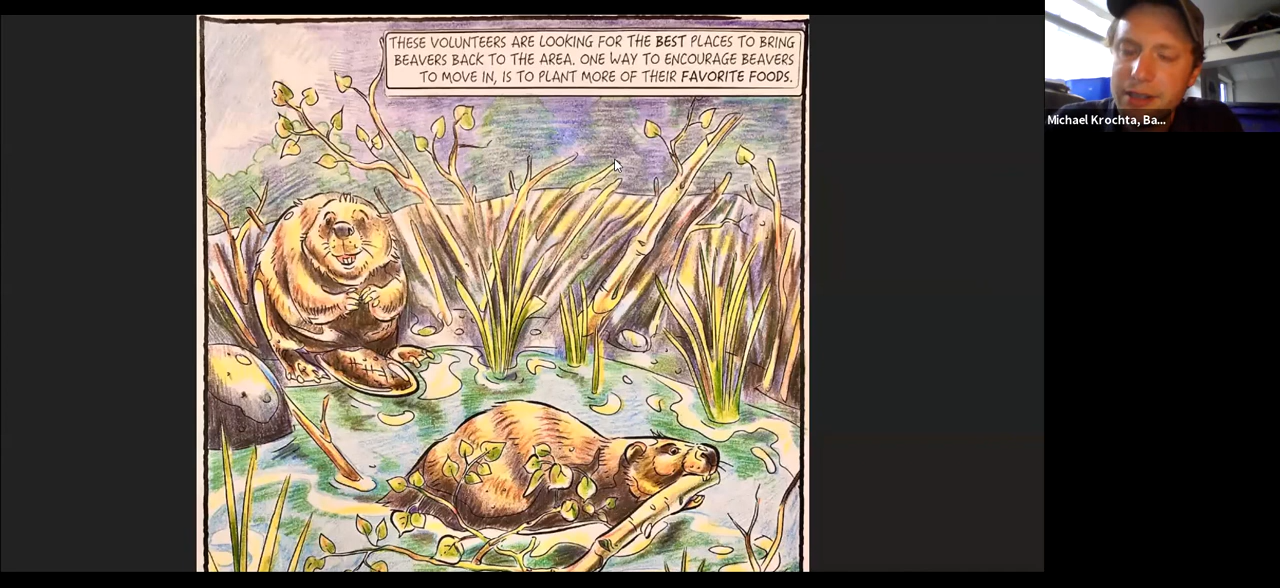 THESE VOLUNTEERS ARE LOOKING FOR THE BEST PLACES TO BRING
BEAVERS BACK TO THE AREA. ONE WAY TO ENCOURAGE BEAVERS
TO MOVE IN, IS TO PLANT MORE OF THEIR FAVORITE FOODS.
Michael Krochta, Ba...